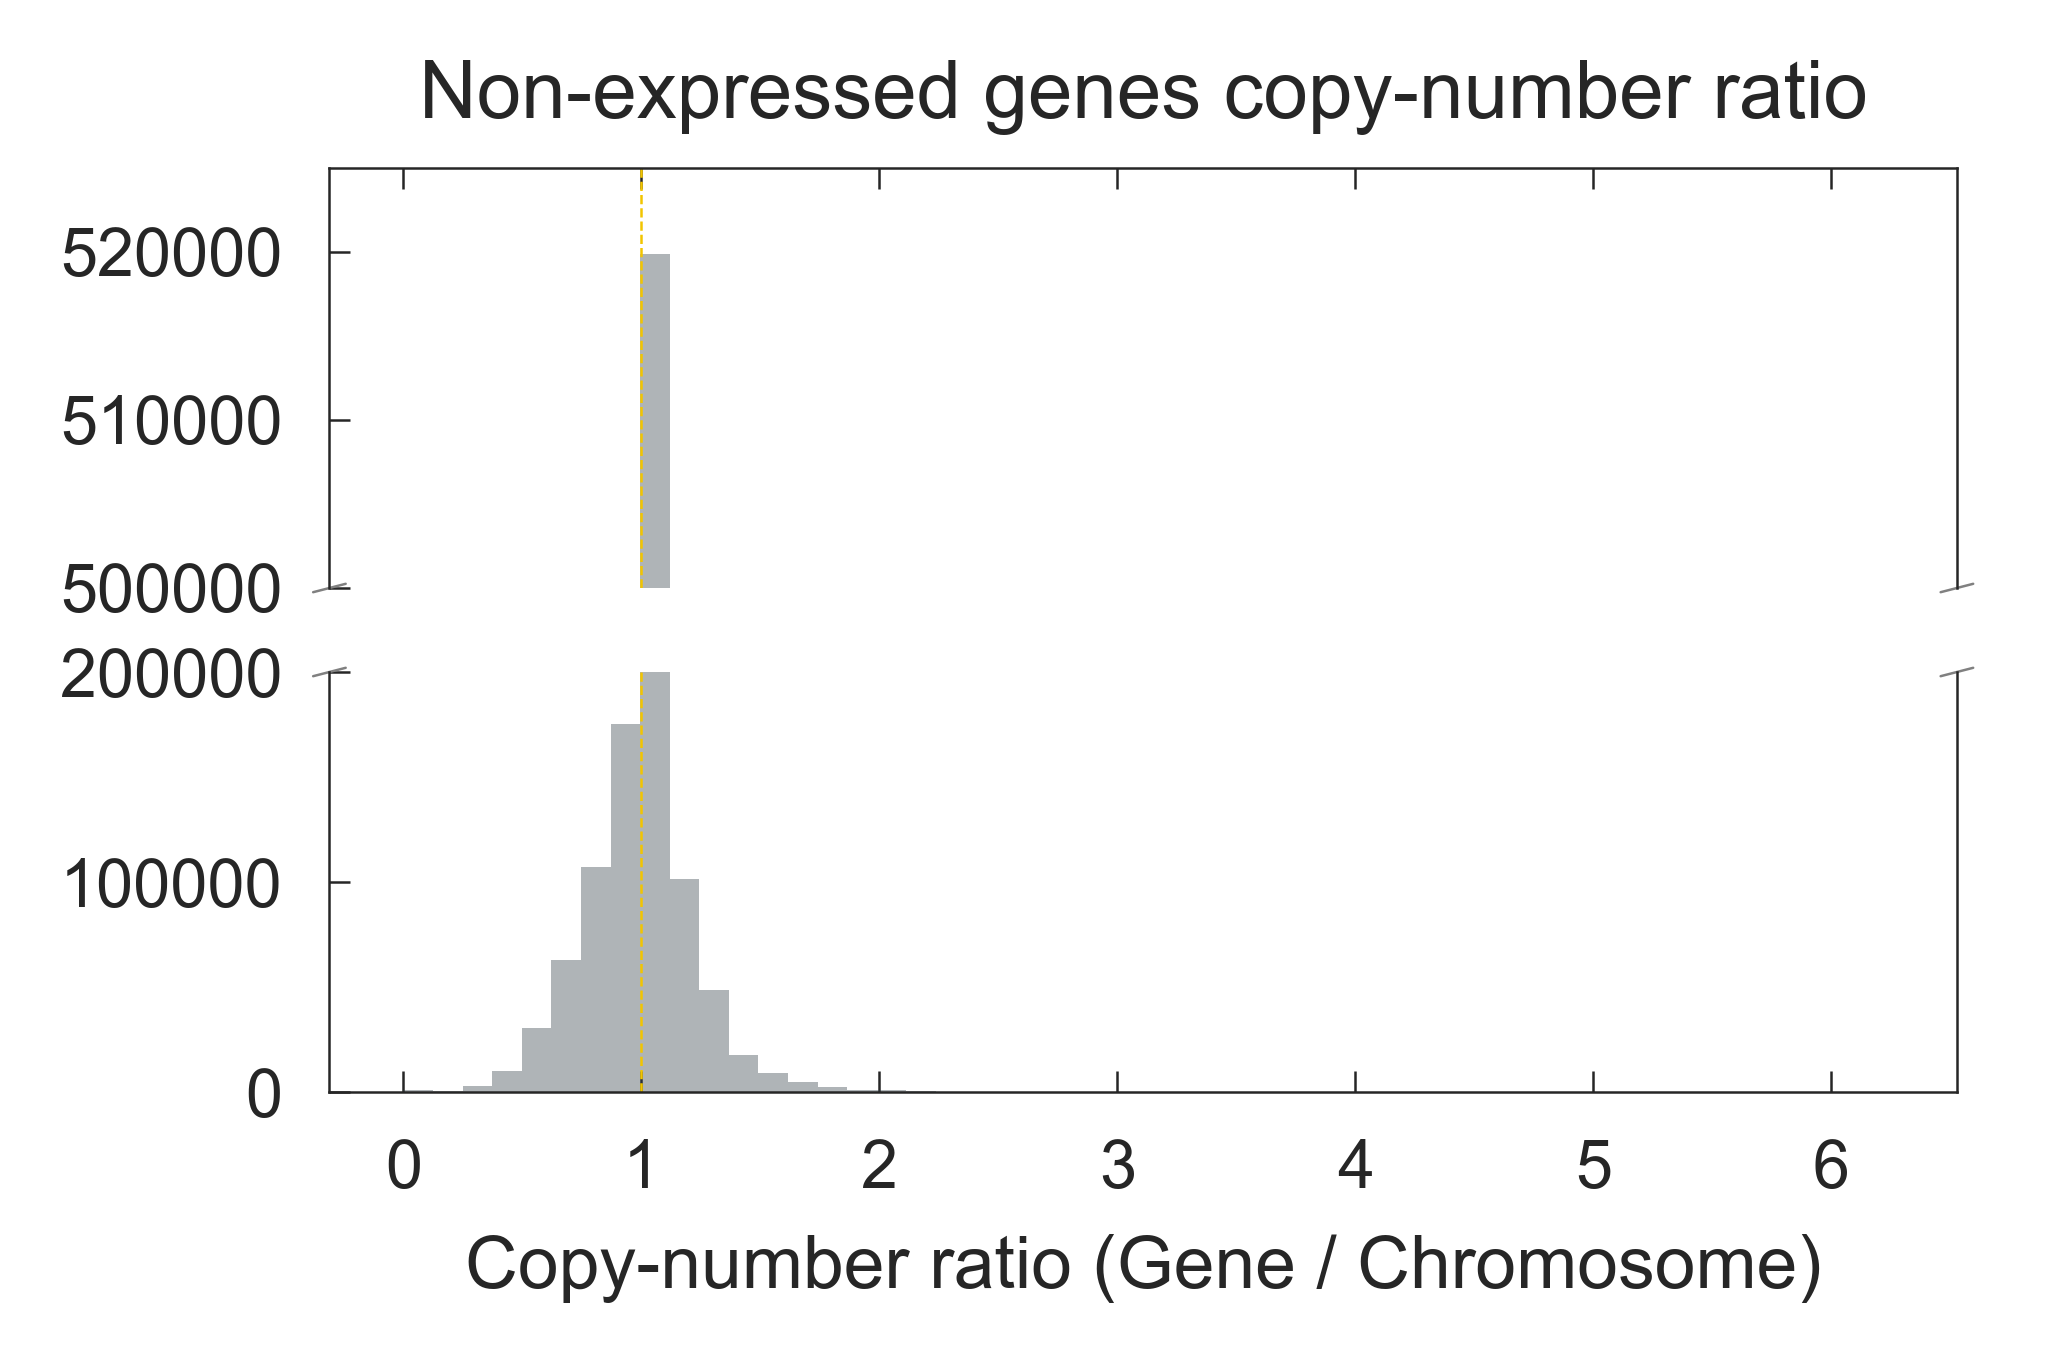 Non-expressed genes copy-number ratio
520000
510000
500000
200000
100000
0
0 1 2 3 4 5 6
Copy-number ratio (Gene / Chromosome)